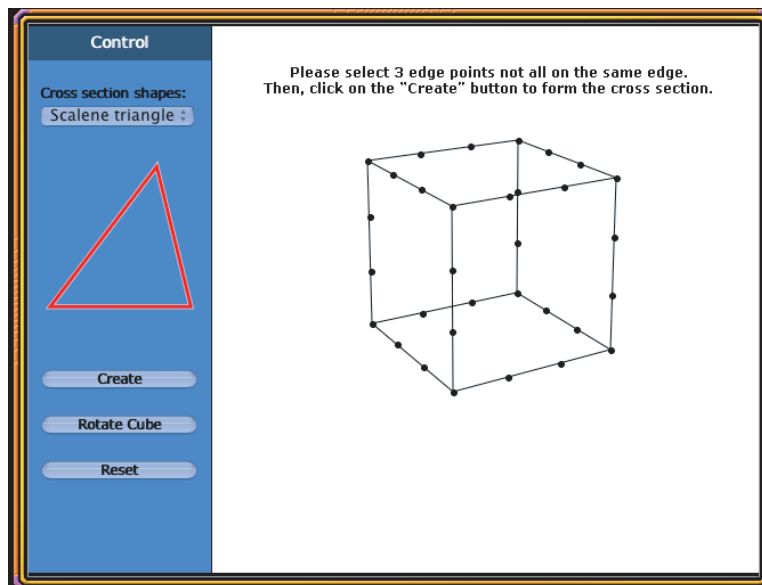 Control
Cross section shapes:
Scalene triangle
Create
Rotate Cube
Reset
Please select 3 edge points not all on the same edge.
Then, click on the "Create" button to form the cross section.